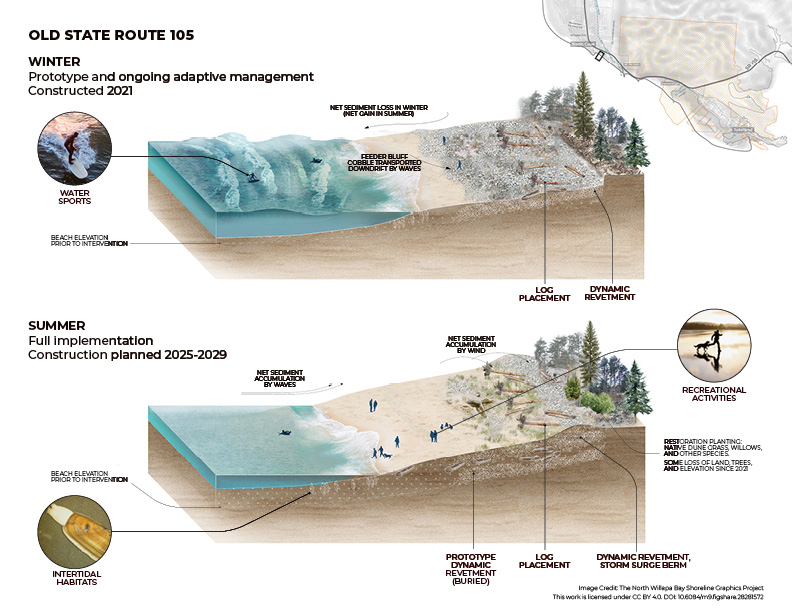 OLD STATE ROUTE 105
WINTER
Prototype and ongoing adaptive management
Constructed 2021
NET SEDIMENT LOSS IN WINTER
(NET GAIN IN SUMMER)
FEEDER BLUFF
COBBLE TRANSPORTED
DOWNDRIFT BY WAVES
WATER
SPORTS
BEACH ELEVATION
PRIOR TO INTERVENTION
LOG
PLACEMENT
DYNAMIC
REVETMENT
SR-105
SUMMER
Full implementation
Construction planned 2025-2029
NET SEDIMENT
ACCUMULATION
BY WAVES
NET SEDIMENT
ACCUMULATION
BY WIND
RECREATIONAL
ACTIVITIES
RESTORATION PLANTING:
NATIVE DUNE GRASS, WILLOWS,
AND OTHER SPECIES.
SOME LOSS OF LAND, TREES,
AND ELEVATION SINCE 2021
BEACH ELEVATION
PRIOR TO INTERVENTION
INTERTIDAL
HABITATS
PROTOTYPE
DYNAMIC
REVETMENT
(BURIED)
LOG
PLACEMENT
DYNAMIC REVETMENT,
STORM SURGE BERM
Image Credit: The North Willapa Bay Shoreline Graphics Project
This work is licensed under CC BY 4.0. DOI: 10.6084/m9.figshare.28281572